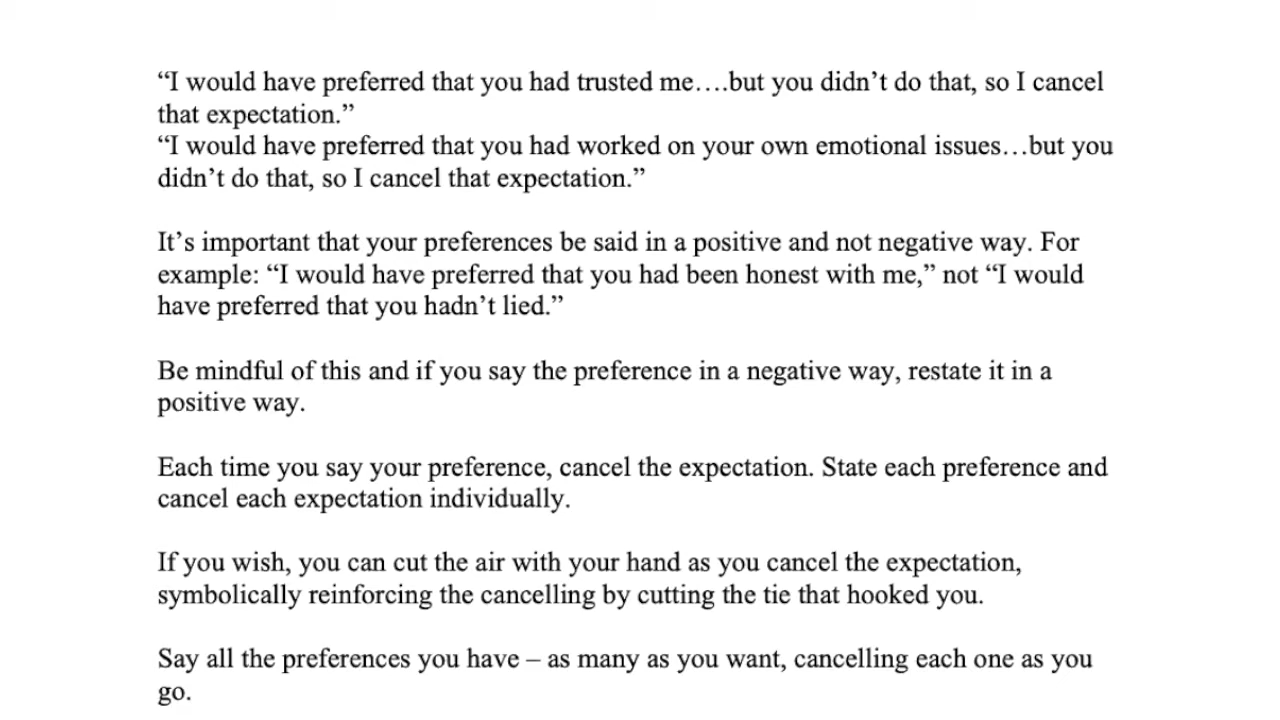 “I would have preferred that you had trusted me….but you didn’t do that, so I cancel
that expectation.”
“I would have preferred that you had worked on your own emotional issues…but you
didn’t do that, so I cancel that expectation.”
It’s important that your preferences be said in a positive and not negative way. For
example: “I would have preferred that you had been honest with me,” not “I would
have preferred that you hadn’t lied.”
Be mindful of this and if you say the preference in a negative way, restate it in a
positive way.
Each time you say your preference, cancel the expectation. State each preference and
cancel each expectation individually.
If you wish, you can cut the air with your hand as you cancel the expectation,
symbolically reinforcing the cancelling by cutting the tie that hooked you.
Say all the preferences you have – as many as you want, cancelling each one as you
go.